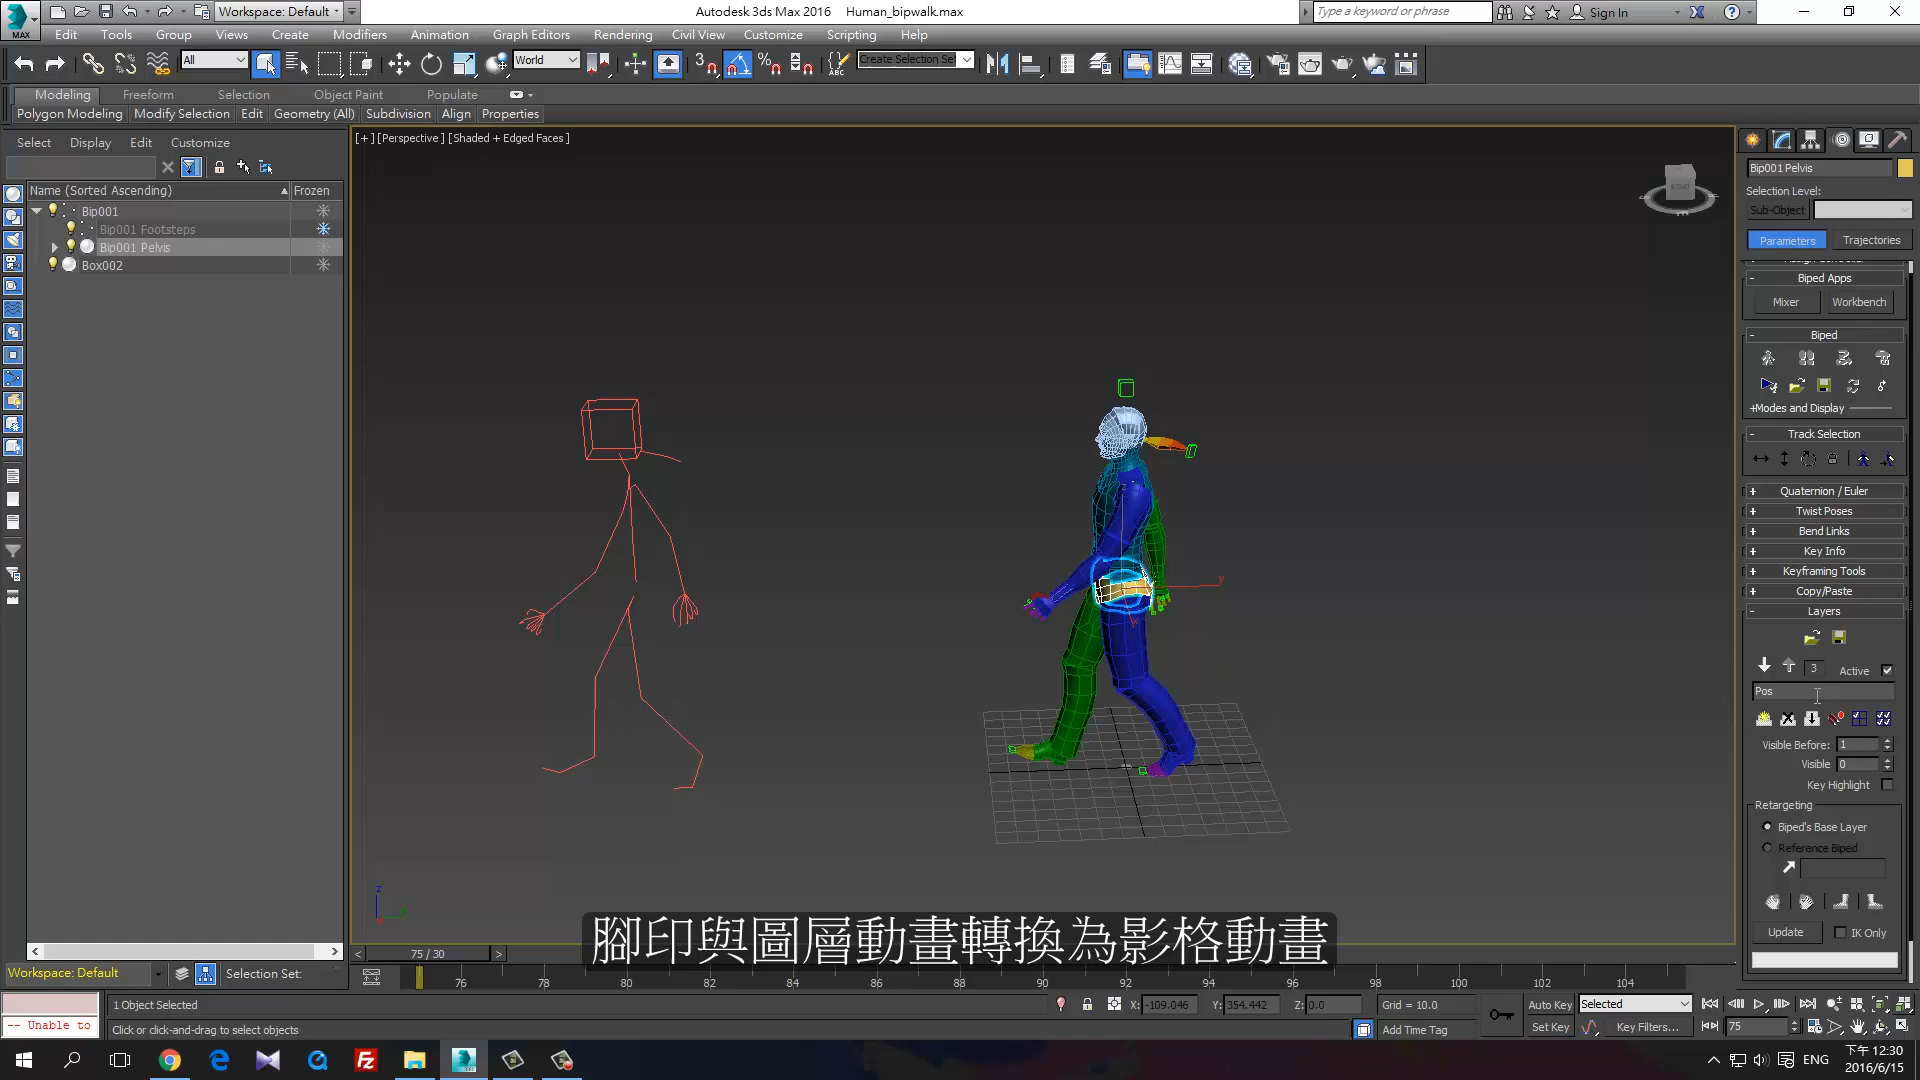 MAX
Workspace: Default
Autodesk 3ds Max 2016
Human_bipwalk.max
Type a keyword or phrase
Sign In
Edit Tools Group Views Create Modifiers Animation Graph Editors Rendering Civil View Customize Scripting Help
All
World
Create Selection Se
Modeling Freeform Selection Object Paint Populate
Polygon Modeling Modify Selection Edit Geometry (All) Subdivision Align Properties
Select Display Edit Customize
Name (Sorted Ascending) Frozen
Bip001
Bip001 Footsteps
Bip001 Pelvis
Box002
[+] [Perspective ] [Shaded + Edged Faces ]
Bip001 Pelvis
Selection Level:
Sub-Object
Parameters Trajectories
Biped Apps
Mixer Workbench
Biped
+Modes and Display
Track Selection
+ Quaternion / Euler
+ Twist Poses
+ Bend Links
+ Key Info
+ Keyframing Tools
+ Copy/Paste
- Layers
3 Active
Pos
Visible Before: 1
Visible 0
Key Highlight
Retargeting
Biped's Base Layer
Reference Biped
Update IK Only
z
y
x
腳印與圖層動畫轉換為影格動畫
< 75 / 30 >
76 78 80 82 84 86 88 90 92 94 96 98 100 102 104
Workspace: Default
Selection Set:
1 Object Selected
X: -109.046 Y: 354.442 Z: 0.0 Grid = 10.0
Auto Key Selected
-- Unable to
Click or click-and-drag to select objects
Add Time Tag
Set Key Key Filters... 75
ENG
下午 12:30
2016/6/15